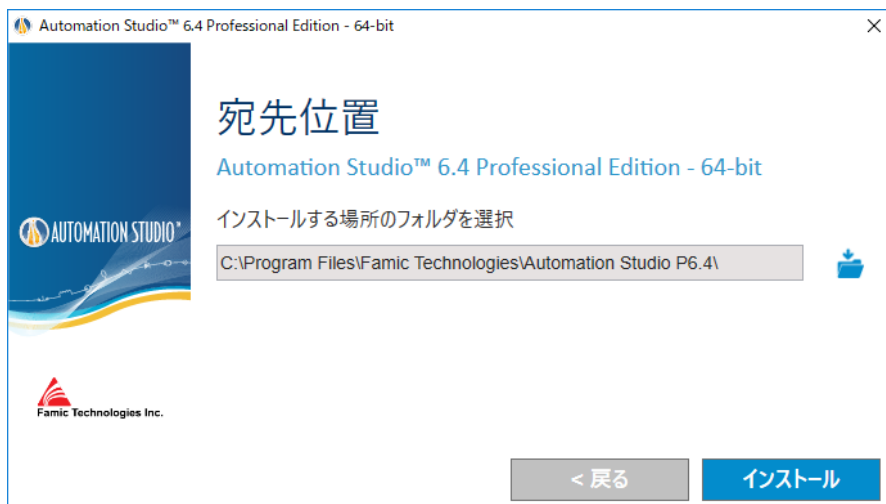 Automation Studio™ 6.4 Professional Edition - 64-bit
宛先位置
Automation Studio™ 6.4 Professional Edition - 64-bit
AUTOMATION STUDIO™
インストールする場所のフォルダを選択
C:\Program Files\Famic Technologies\Automation Studio P6.4\
Famic Technologies Inc.
< 戻る
インストール